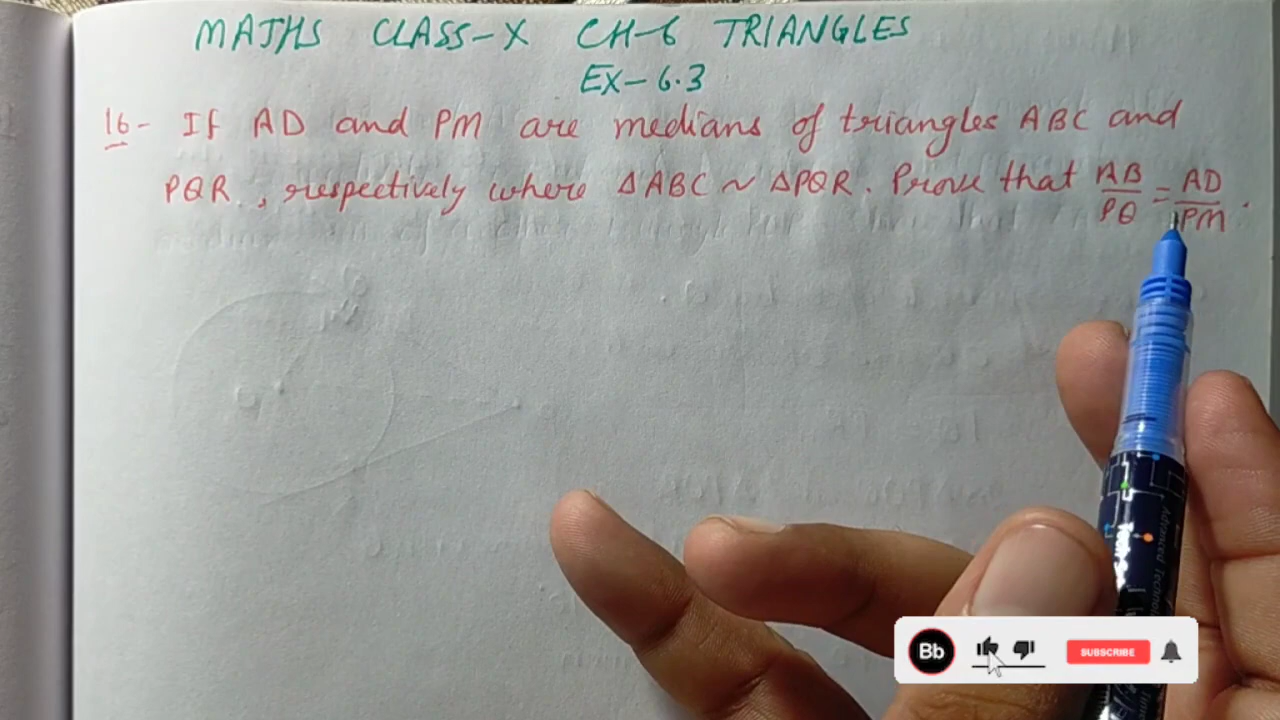 MATHS CLASS-X CH-6 TRIANGLES
EX-6.3
16- If AD and PM are medians of triangles ABC and
PQR, respectively where ΔABC ~ ΔPQR. Prove that AB/PQ = AD/PM.
Bb SUBSCRIBE